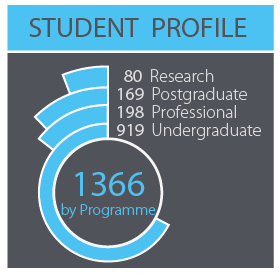 STUDENT PROFILE
80 Research
169 Postgraduate
198 Professional
919 Undergraduate
1366
by Programme